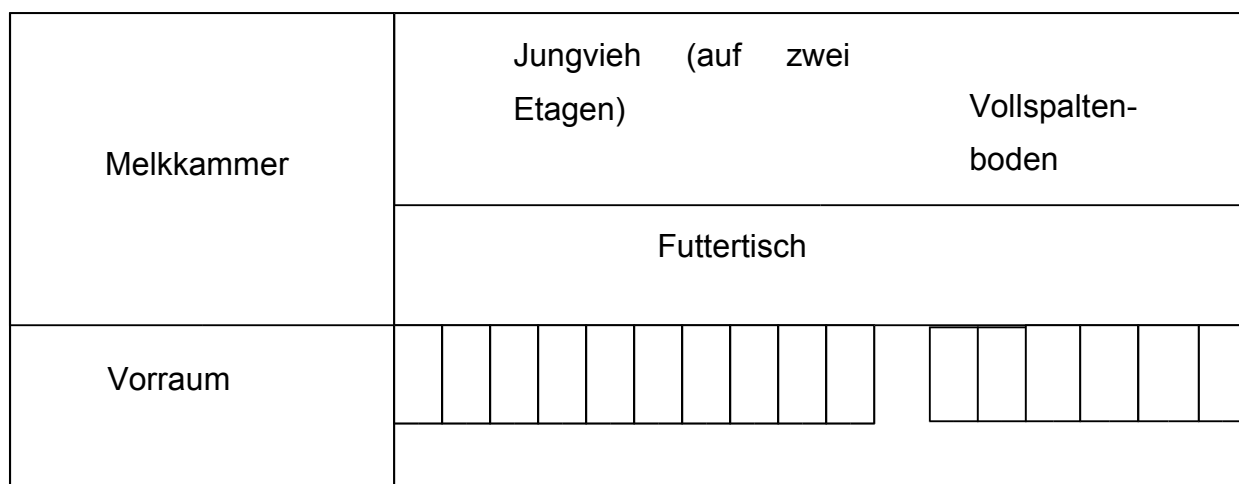 Jungvieh (auf zwei
Etagen)
Vollspalten-
boden
Melkkammer
Futtertisch
Vorraum